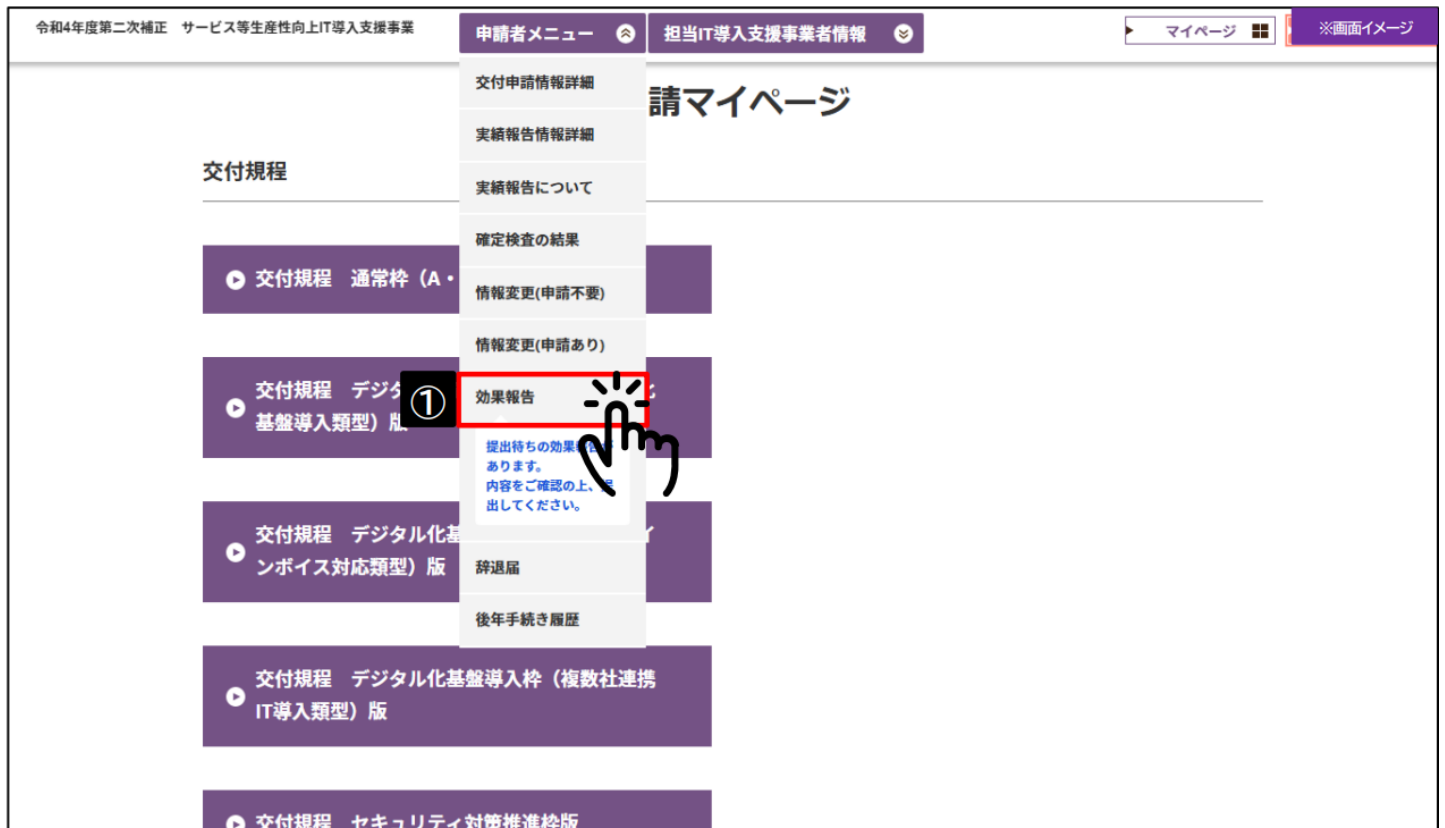 令和4年度第二次補正 サービス等生産性向上IT導入支援事業
申請者メニュー
担当IT導入支援事業者情報
マイページ
※画面イメージ
請マイページ
交付申請情報詳細
実績報告情報詳細
実績報告について
確定検査の結果
情報変更(申請不要)
情報変更(申請あり)
①
効果報告
提出待ちの効果
あります。
内容をご確認の上、
出してください。
辞退届
後年手続き履歴
交付規程
交付規程 通常枠（A・
交付規程 デジタ
基盤導入類型）版
交付規程 デジタル化基
ンボイス対応類型）版
交付規程 デジタル化基盤導入枠（複数社連携
IT導入類型）版
交付規程 セキュリティ対策推進枠版